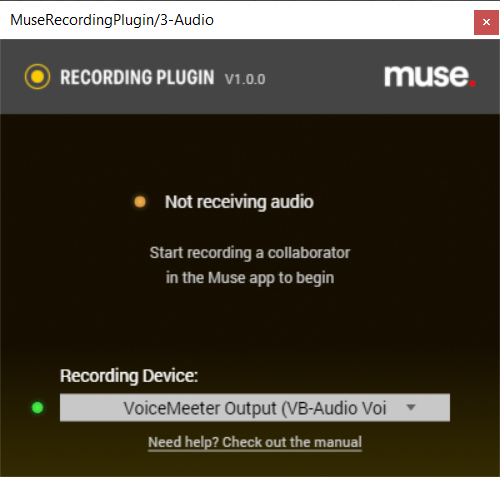 MuseRecordingPlugin/3-Audio
RECORDING PLUGIN V1.0.0
muse.
Not receiving audio
Start recording a collaborator
in the Muse app to begin
Recording Device:
VoiceMeeter Output (VB-Audio Voi
Need help? Check out the manual